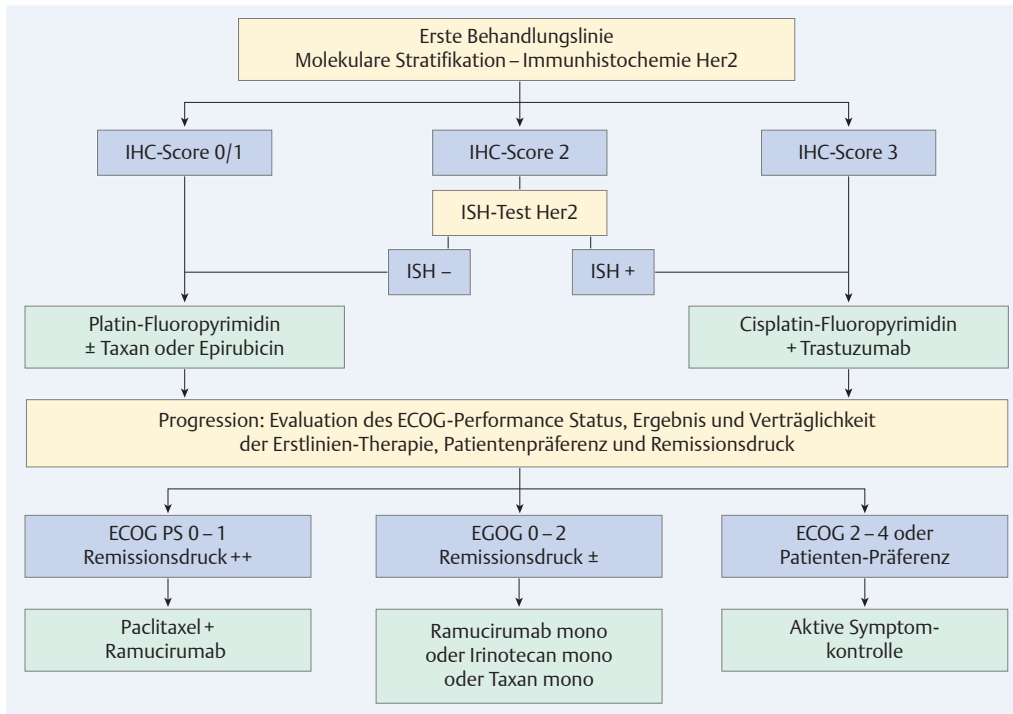 Erste Behandlungslinie
Molekulare Stratifikation – Immunhistochemie Her2
IHC-Score 0/1
IHC-Score 2
IHC-Score 3
ISH-Test Her2
ISH –
ISH +
Platin-Fluoropyrimidin
± Taxan oder Epirubicin
Cisplatin-Fluoropyrimidin
+ Trastuzumab
Progression: Evaluation des ECOG-Performance Status, Ergebnis und Verträglichkeit
der Erstlinien-Therapie, Patientenpräferenz und Remissionsdruck
ECOG PS 0 – 1
Remissionsdruck ++
EGOG 0 – 2
Remissionsdruck ±
ECOG 2 – 4 oder
Patienten-Präferenz
Paclitaxel +
Ramucirumab
Ramucirumab mono
oder Irinotecan mono
oder Taxan mono
Aktive Symptom-
kontrolle